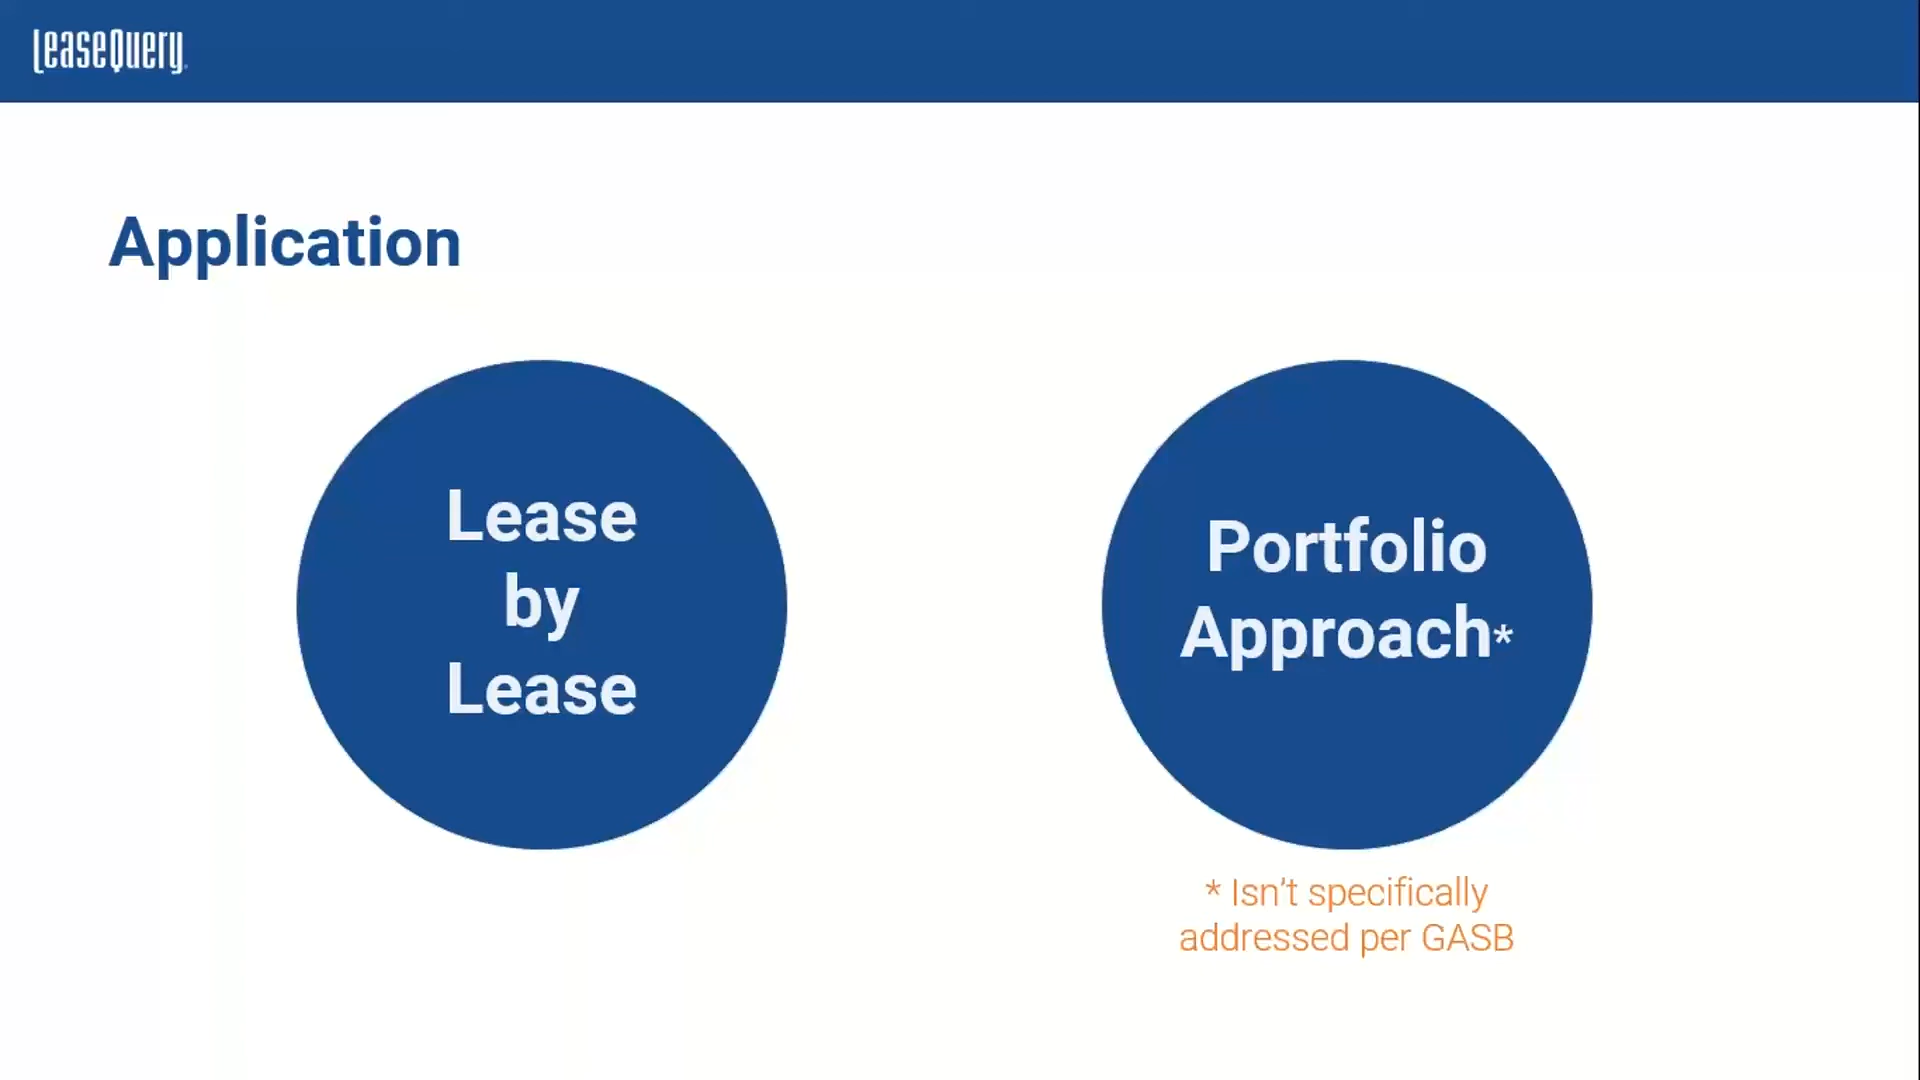 LeaseQuery
Application
Lease
by
Lease
Portfolio
Approach*
* Isn’t specifically
addressed per GASB